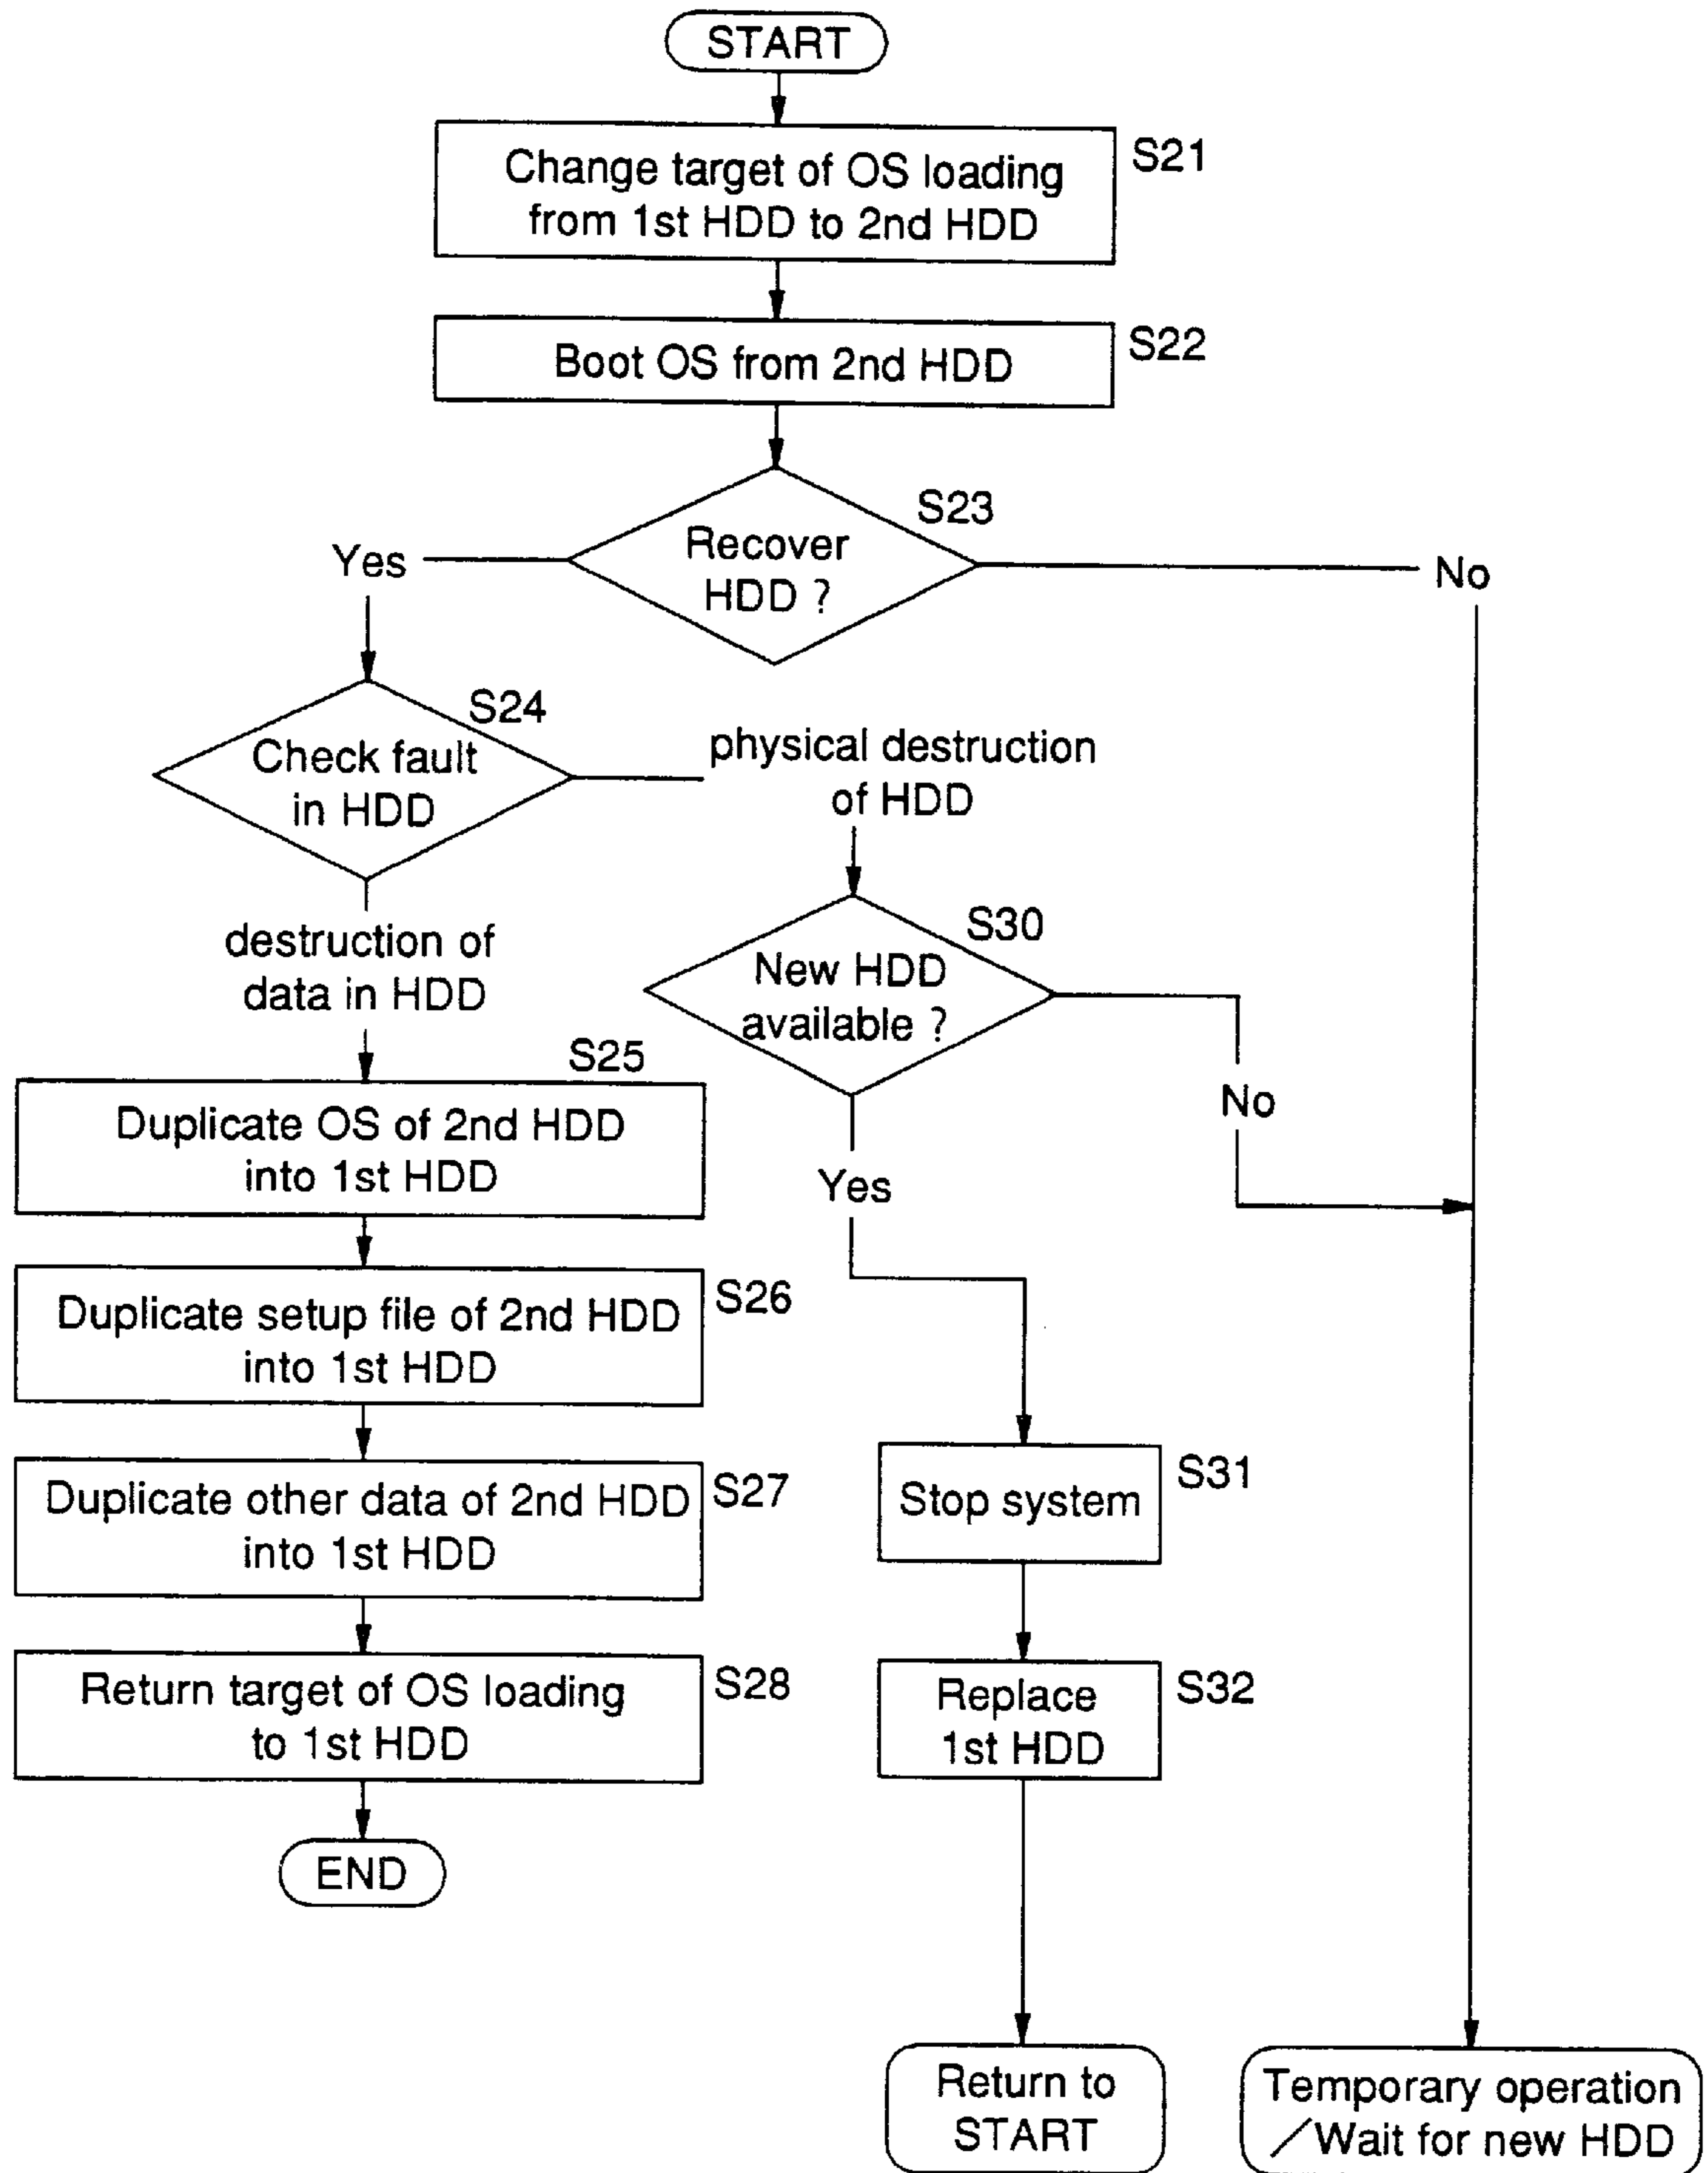 START
S21
Change target of OS loading
from 1st HDD to 2nd HDD
S22
Boot OS from 2nd HDD
S23
Recover
HDD ?
Yes
No
S24
Check fault
in HDD
physical destruction
of HDD
destruction of
data in HDD
S30
New HDD
available ?
No
Yes
S25
Duplicate OS of 2nd HDD
into 1st HDD
S26
Duplicate setup file of 2nd HDD
into 1st HDD
S27
Duplicate other data of 2nd HDD
into 1st HDD
S28
Return target of OS loading
to 1st HDD
END
S31
Stop system
S32
Replace
1st HDD
Return to
START
Temporary operation
/Wait for new HDD